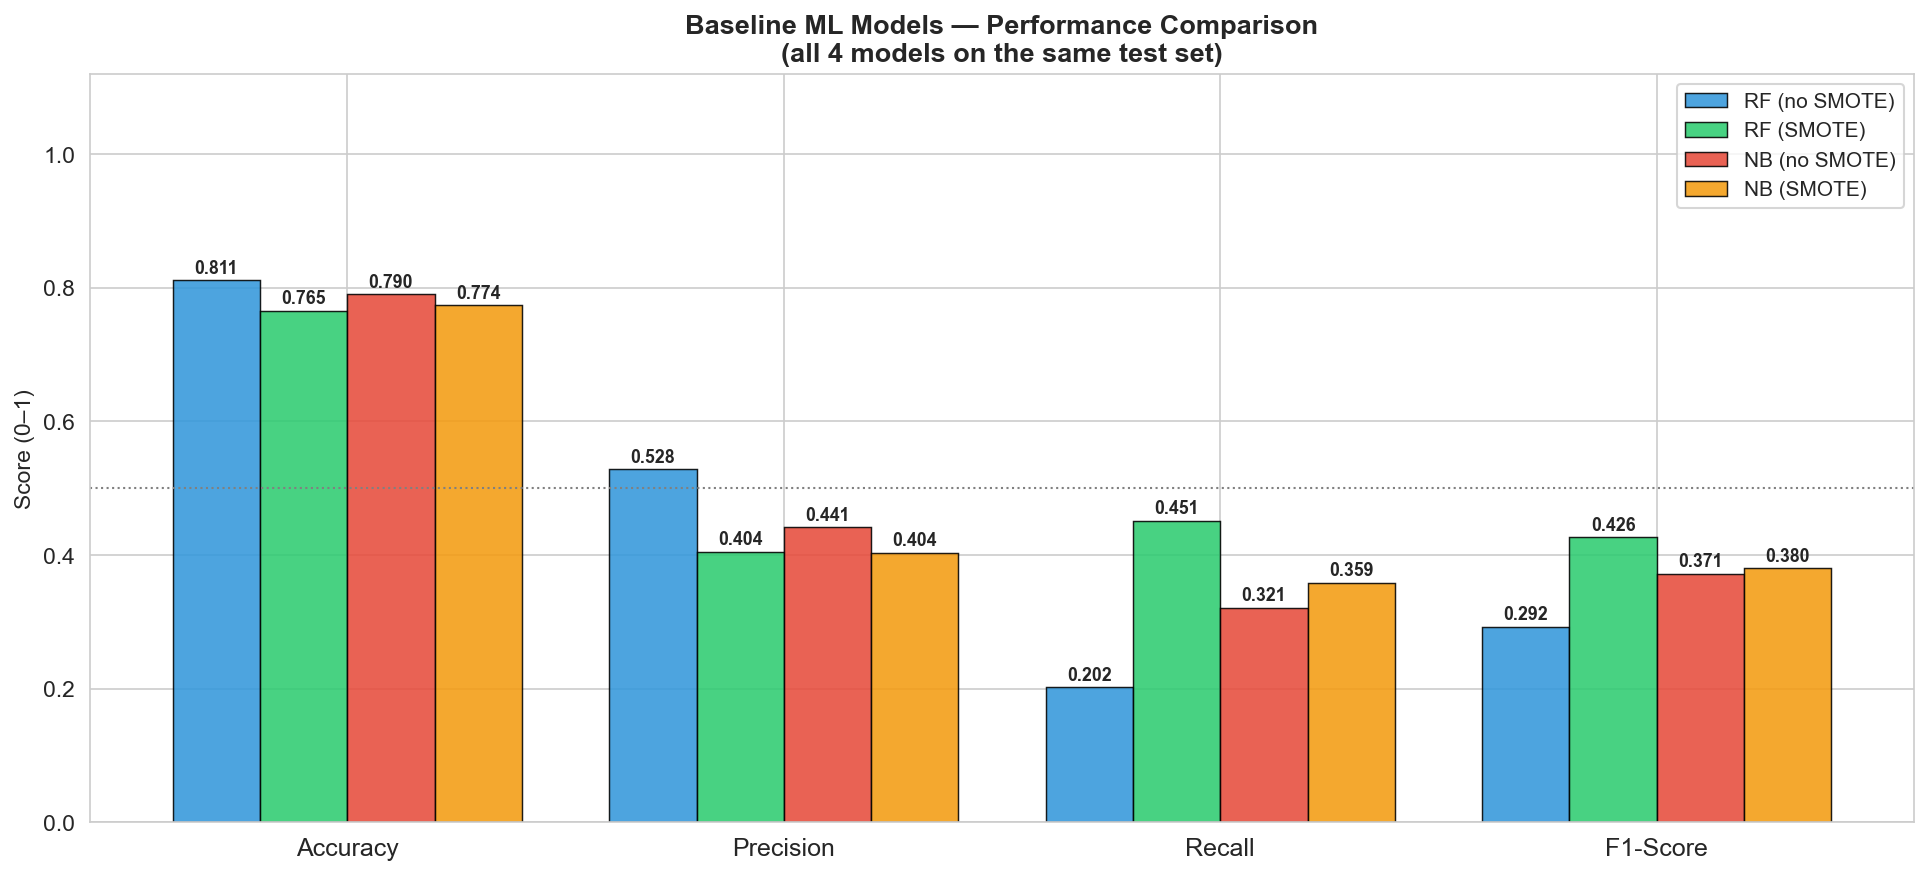 Baseline ML Models — Performance Comparison
(all 4 models on the same test set)
RF (no SMOTE)
RF (SMOTE)
NB (no SMOTE)
NB (SMOTE)
Score (0–1)
1.0
0.8
0.6
0.4
0.2
0.0
0.811
0.765
0.790
0.774
0.528
0.404
0.441
0.404
0.202
0.451
0.321
0.359
0.292
0.426
0.371
0.380
Accuracy
Precision
Recall
F1-Score